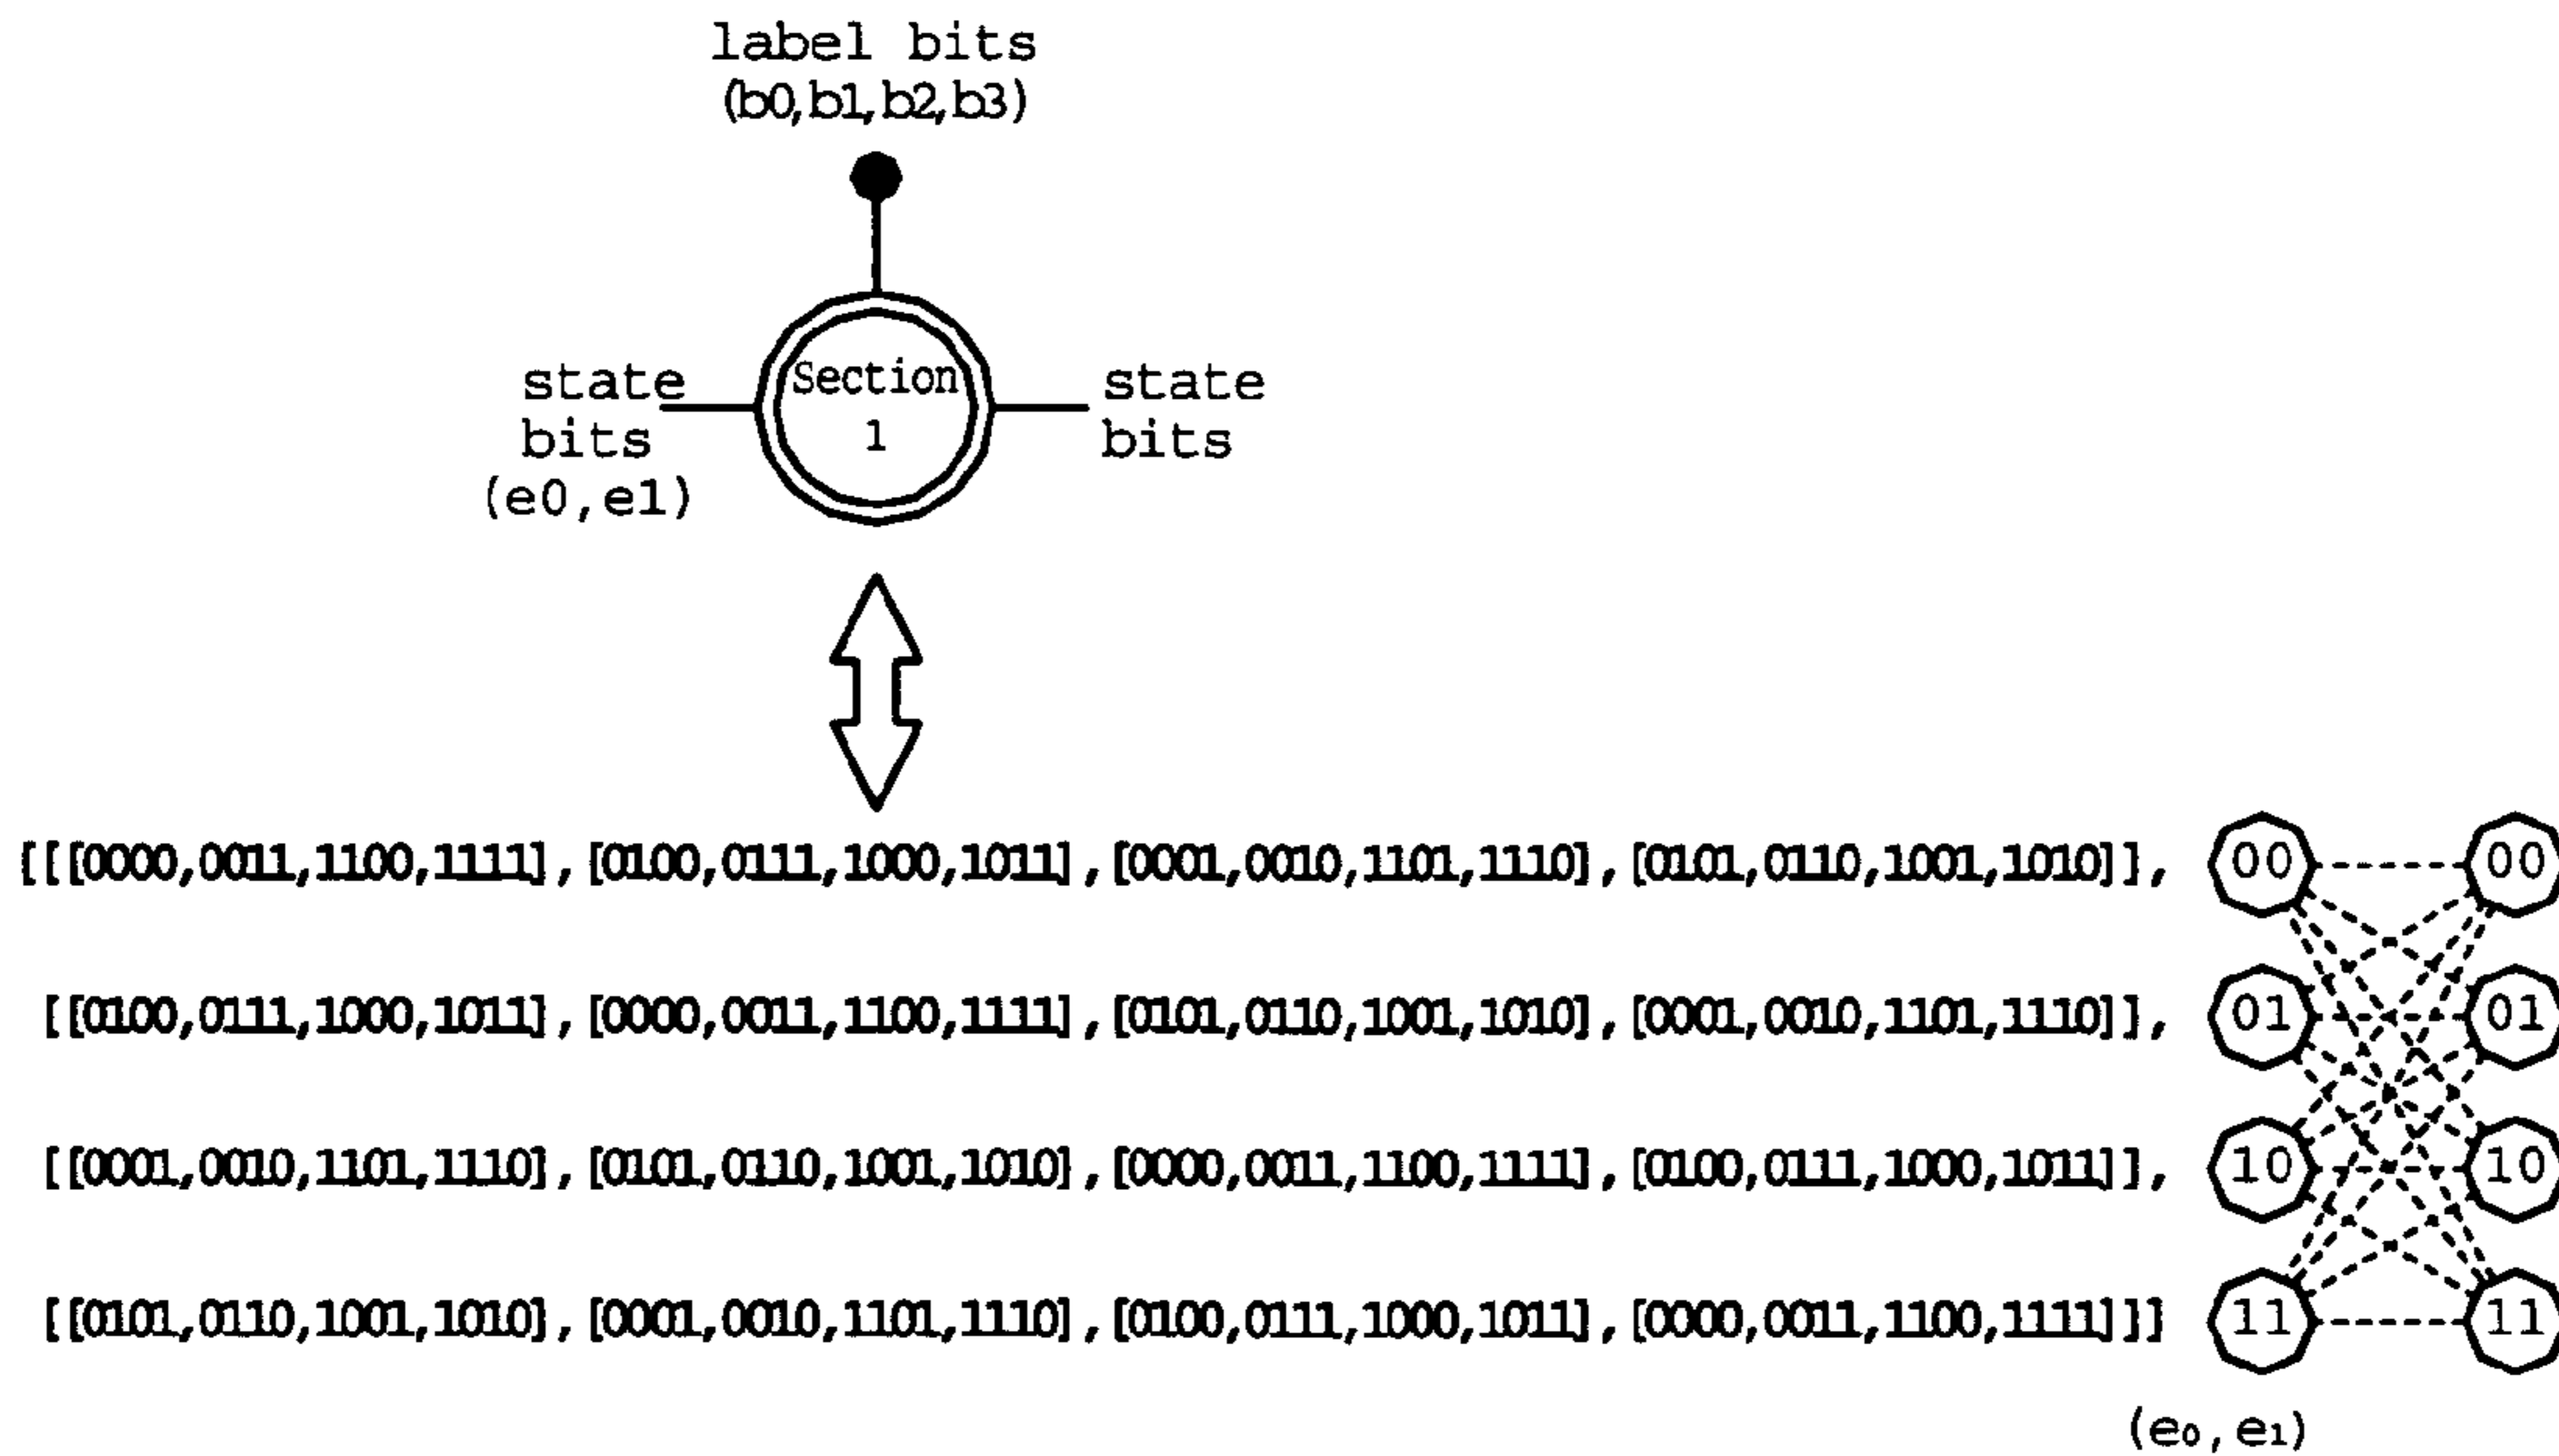 label bits
(b0,b1,b2,b3)
Section
1
state
bits
(e0,e1)
state
bits
[[[0000,0011,1100,1111],[0100,0111,1000,1011],[0001,0010,1101,1110],[0101,0110,1001,1010]], 00 00
[[0100,0111,1000,1011],[0000,0011,1100,1111],[0101,0110,1001,1010],[0001,0010,1101,1110]], 01 01
[[0001,0010,1101,1110],[0101,0110,1001,1010],[0000,0011,1100,1111],[0100,0111,1000,1011]], 10 10
[[0101,0110,1001,1010],[0001,0010,1101,1110],[0100,0111,1000,1011],[0000,0011,1100,1111]]] 11 11
(e0,e1)